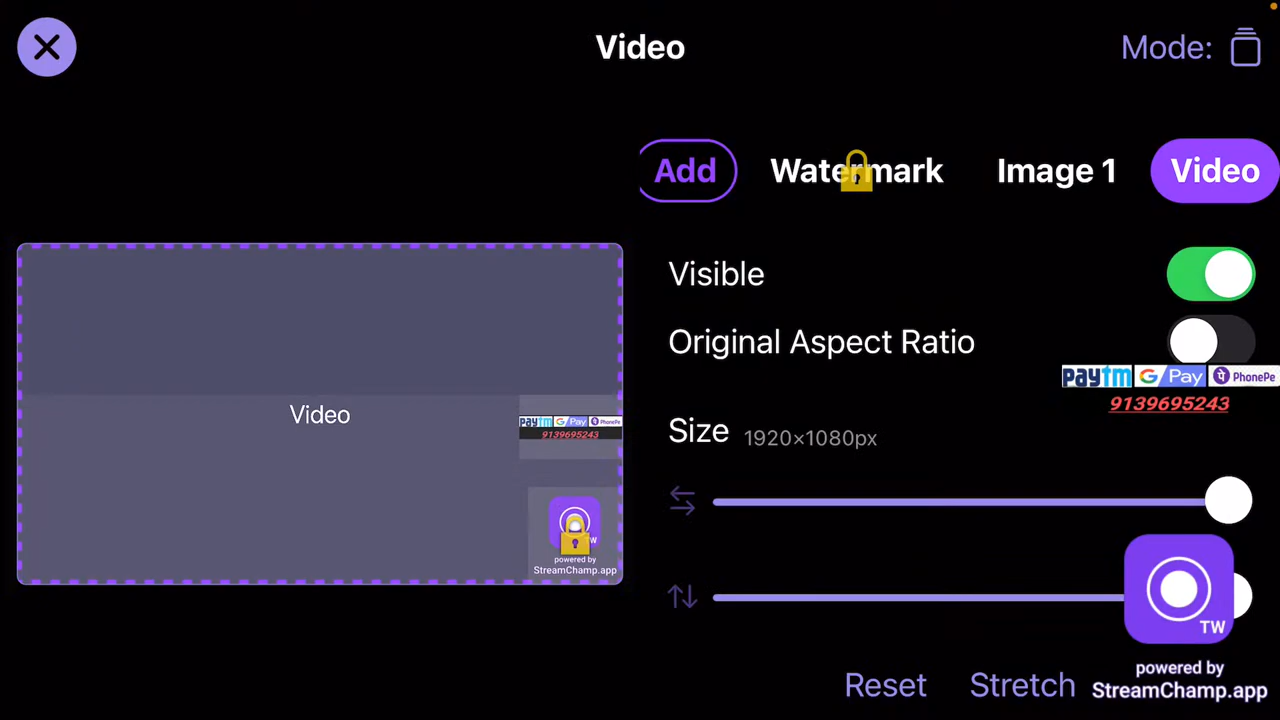 Video
Mode:
Add
Watermark
Image 1
Video
Visible
Original Aspect Ratio
Paytm G Pay पे PhonePe
9139695243
Size 1920×1080px
Video
Paytm G Pay पे PhonePe
9139695243
TW
powered by
StreamChamp.app
TW
powered by
StreamChamp.app
Reset
Stretch